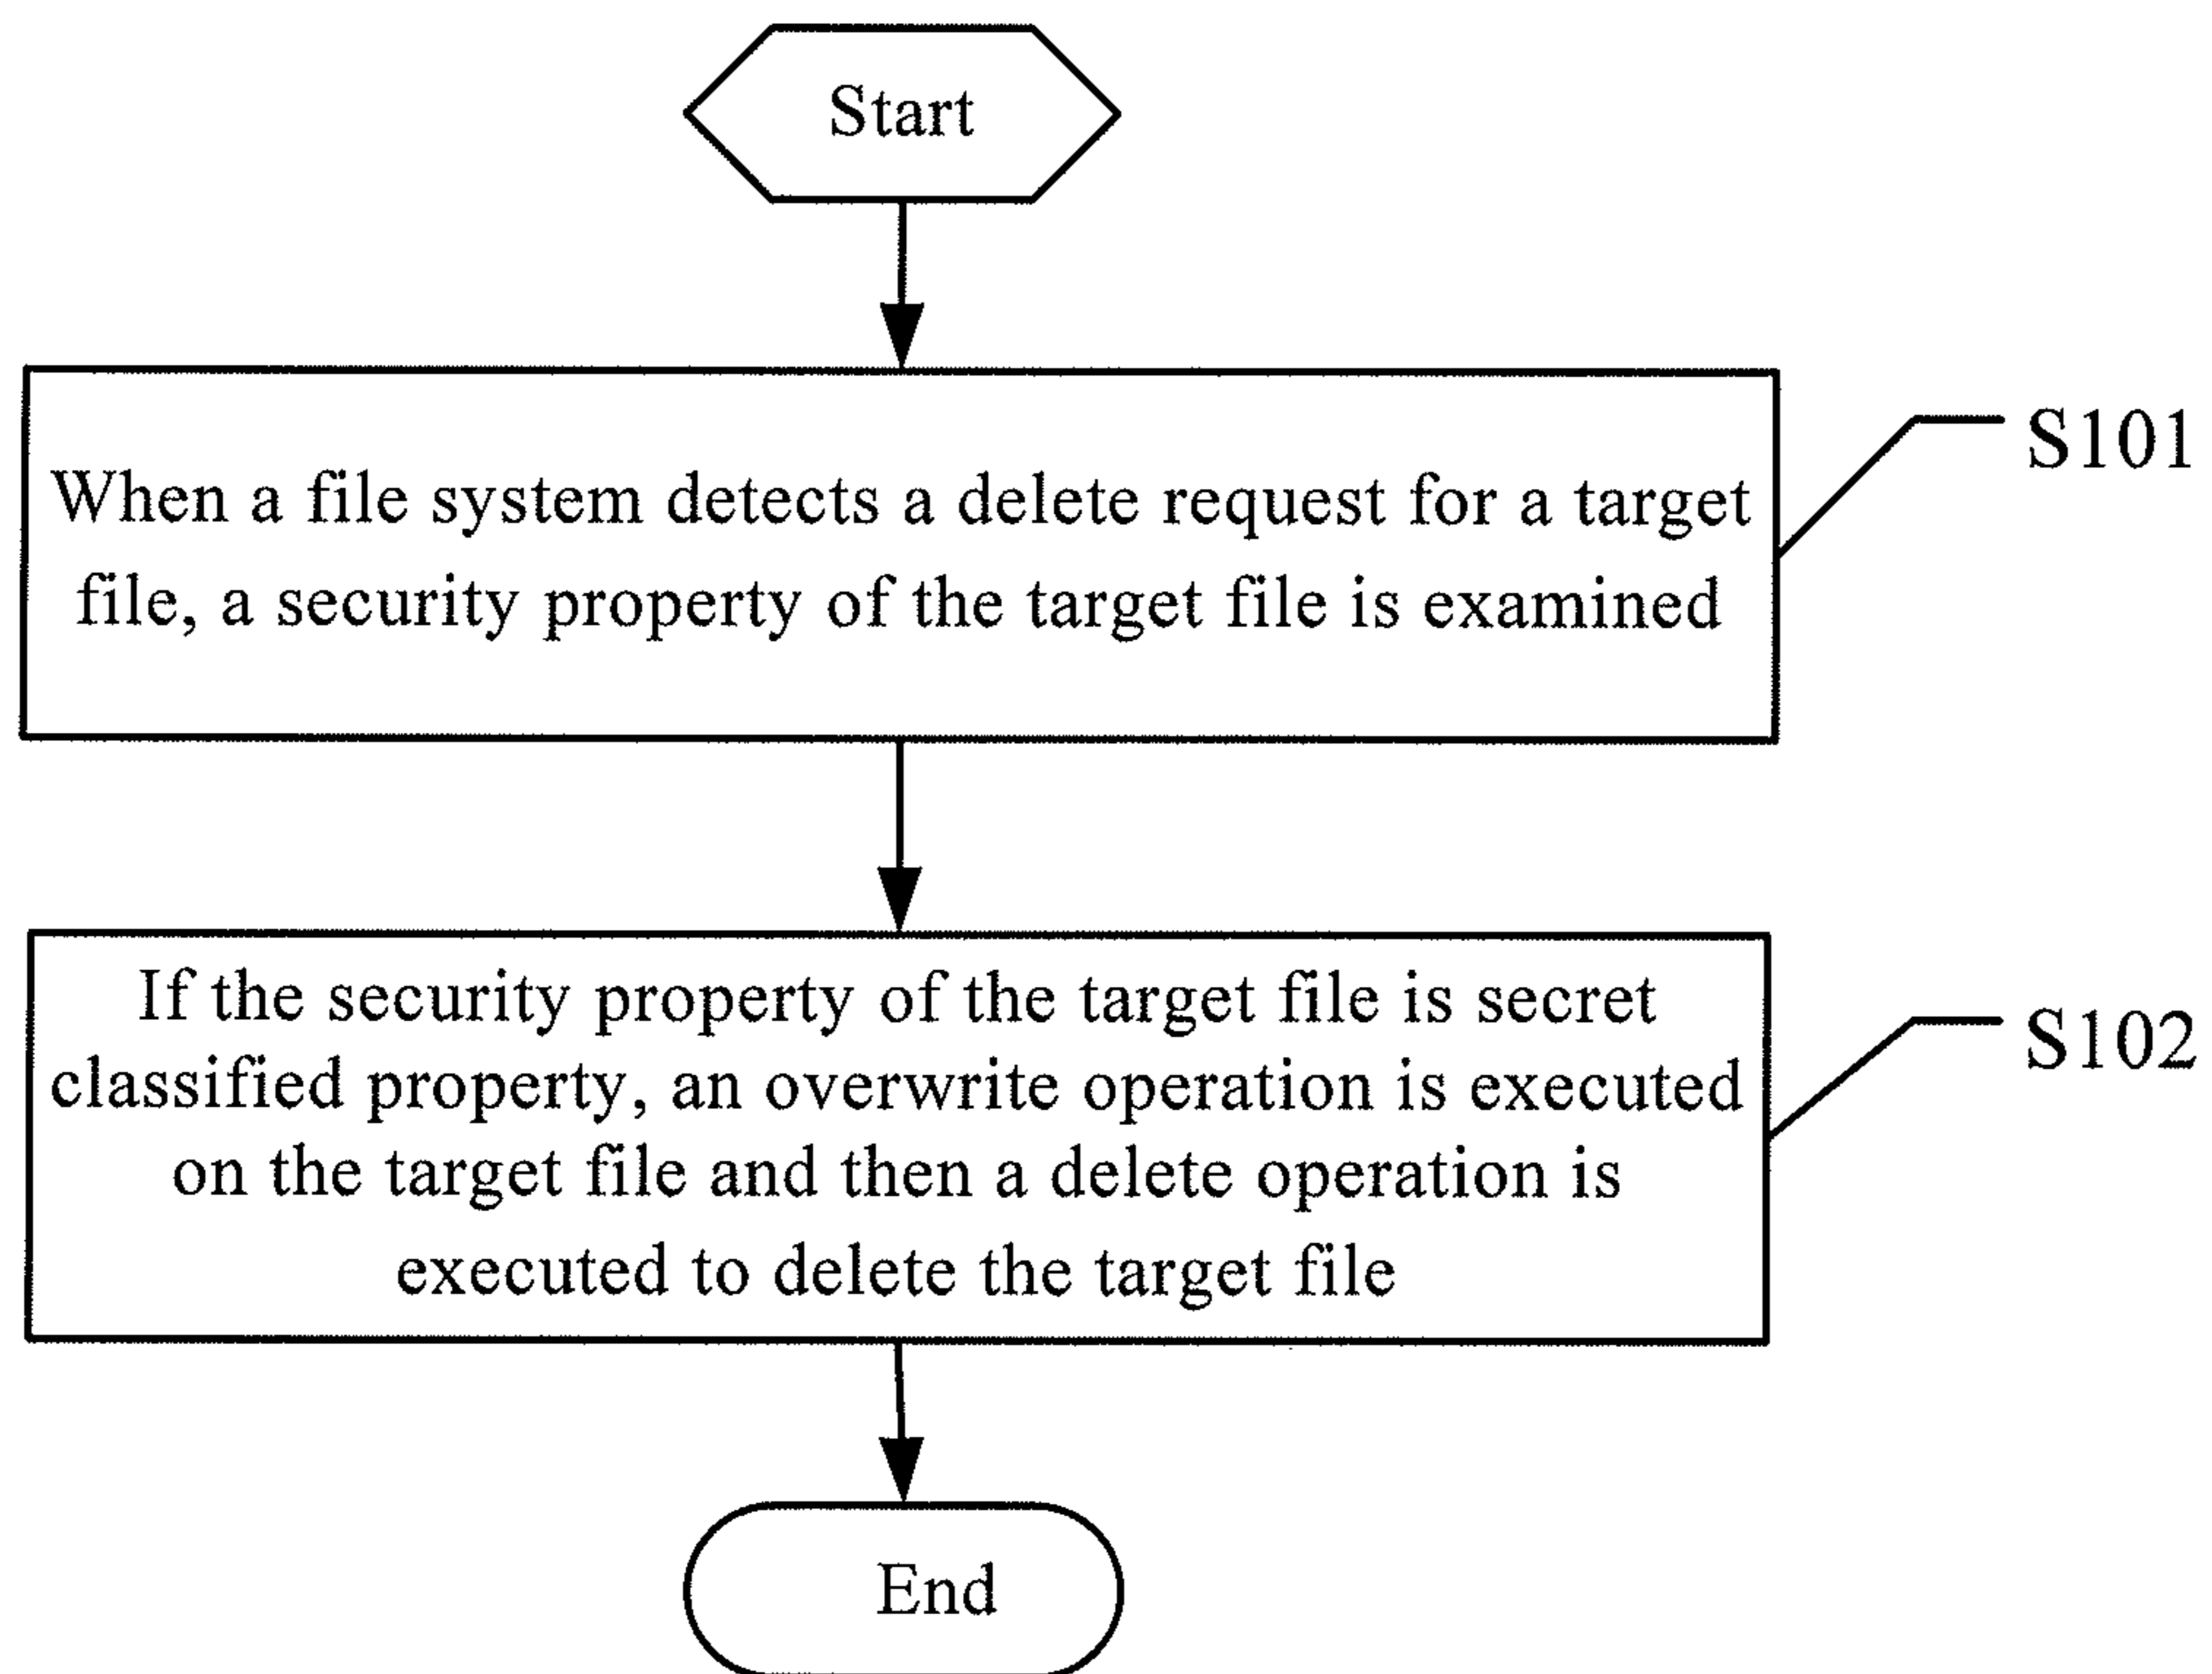 Start
When a file system detects a delete request for a target
file, a security property of the target file is examined
S101
If the security property of the target file is secret
classified property, an overwrite operation is executed
on the target file and then a delete operation is
executed to delete the target file
S102
End